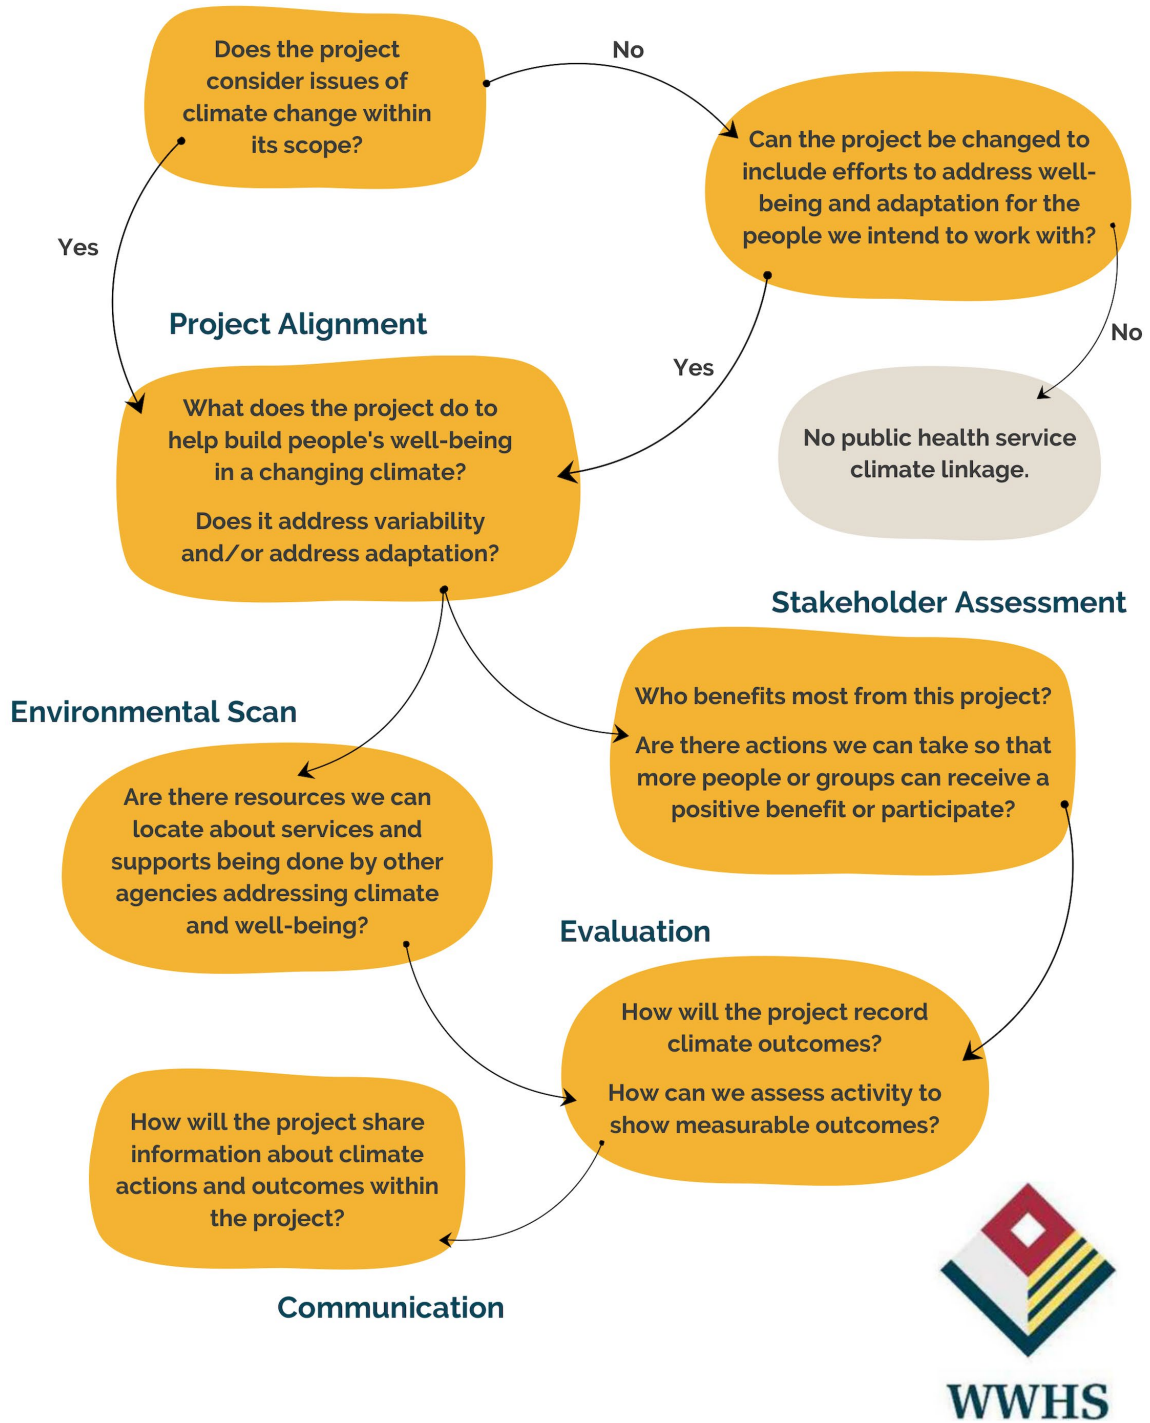 Does the project
consider issues of
climate change within
its scope?
No
Can the project be changed to
include efforts to address well-
being and adaptation for the
people we intend to work with?
Yes
No
Project Alignment
What does the project do to
help build people's well-being
in a changing climate?
Does it address variability
and/or address adaptation?
Yes
No public health service
climate linkage.
Stakeholder Assessment
Who benefits most from this project?
Are there actions we can take so that
more people or groups can receive a
positive benefit or participate?
Environmental Scan
Are there resources we can
locate about services and
supports being done by other
agencies addressing climate
and well-being?
Evaluation
How will the project record
climate outcomes?
How can we assess activity to
show measurable outcomes?
How will the project share
information about climate
actions and outcomes within
the project?
Communication
WWHS